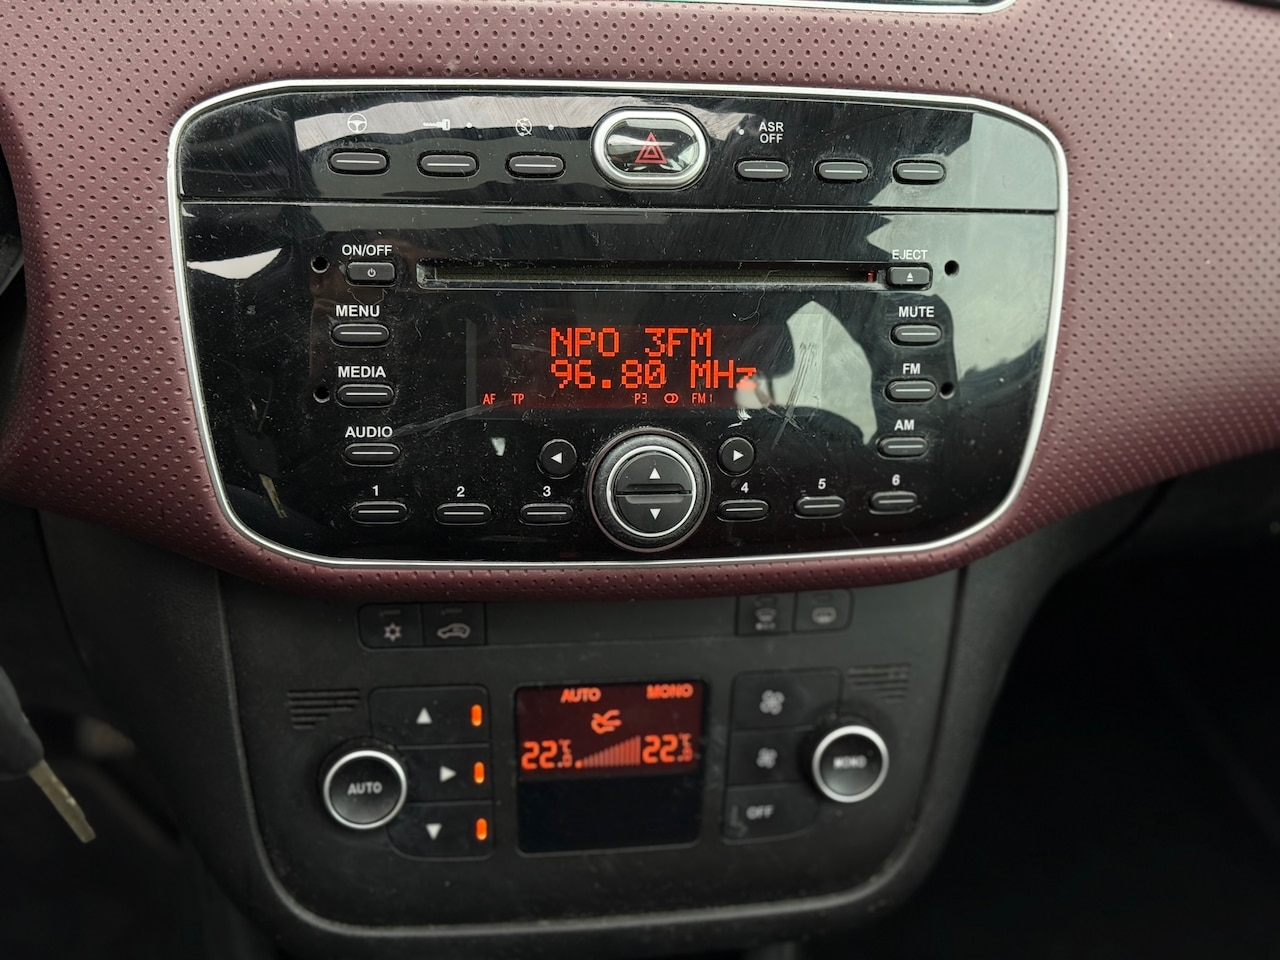 ASR
OFF
ON/OFF
EJECT
MENU
MUTE
NPO 3FM
96.80 MHz
MEDIA
FM
AF TP P3 FM1
AUDIO
AM
1 2 3 4 5 6
AUTO MONO
22 22
AUTO
MONO
OFF